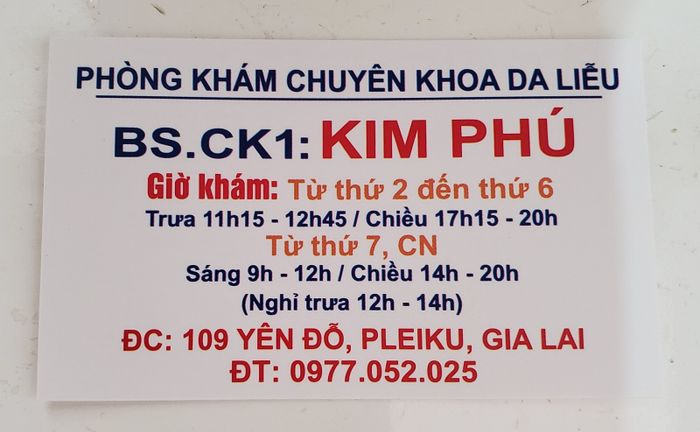 PHÒNG KHÁM CHUYÊN KHOA DA LIỄU
BS.CK1: KIM PHÚ
Giờ khám: Từ thứ 2 đến thứ 6
Trưa 11h15 - 12h45 / Chiều 17h15 - 20h
Từ thứ 7, CN
Sáng 9h - 12h / Chiều 14h - 20h
(Nghỉ trưa 12h - 14h)
ĐC: 109 YÊN ĐỖ, PLEIKU, GIA LAI
ĐT: 0977.052.025